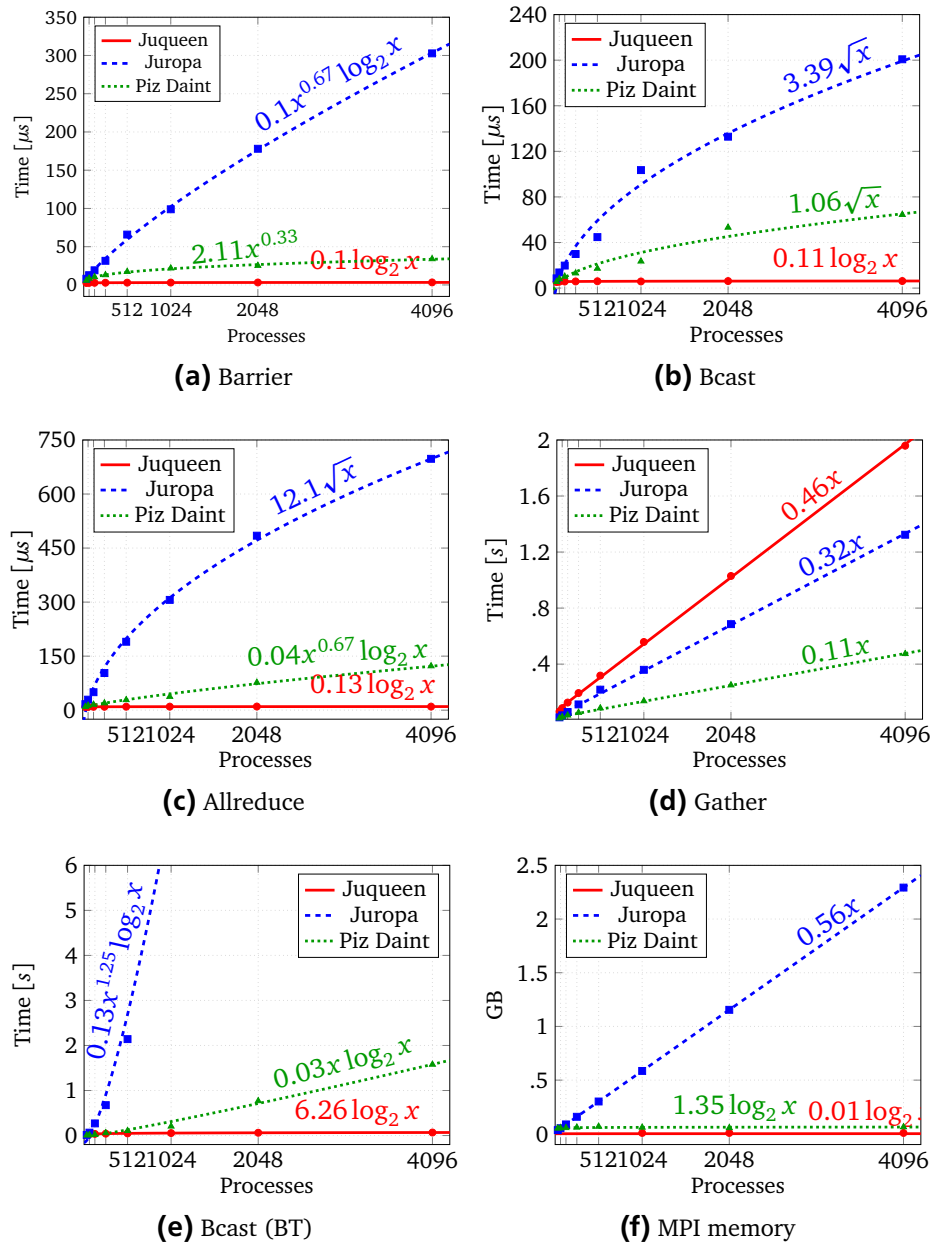 350
300
250
200
150
100
50
0
Time [μs]
Juqueen
Juropa
Piz Daint
0.1x^0.67 log₂ x
2.11x^0.33
0.1 log₂ x
512 1024 2048 4096
Processes
(a) Barrier
240
200
160
120
80
40
0
Time [μs]
Juqueen
Juropa
Piz Daint
3.39√x
1.06√x
0.11 log₂ x
5121024 2048 4096
Processes
(b) Bcast
750
600
450
300
150
0
Time [μs]
Juqueen
Juropa
Piz Daint
12.1√x
0.04x^0.67 log₂ x
0.13 log₂ x
5121024 2048 4096
Processes
(c) Allreduce
2
1.6
1.2
.8
.4
Time [s]
Juqueen
Juropa
Piz Daint
0.46x
0.32x
0.11x
5121024 2048 4096
Processes
(d) Gather
6
5
4
3
2
1
0
Time [s]
Juqueen
Juropa
Piz Daint
0.13x^1.25 log₂ x
0.03x log₂ x
6.26 log₂ x
5121024 2048 4096
(e) Bcast (BT)
2.5
2
1.5
1
.5
0
GB
Juqueen
Juropa
Piz Daint
0.56x
1.35 log₂ x
0.01 log₂
5121024 2048 4096
(f) MPI memory